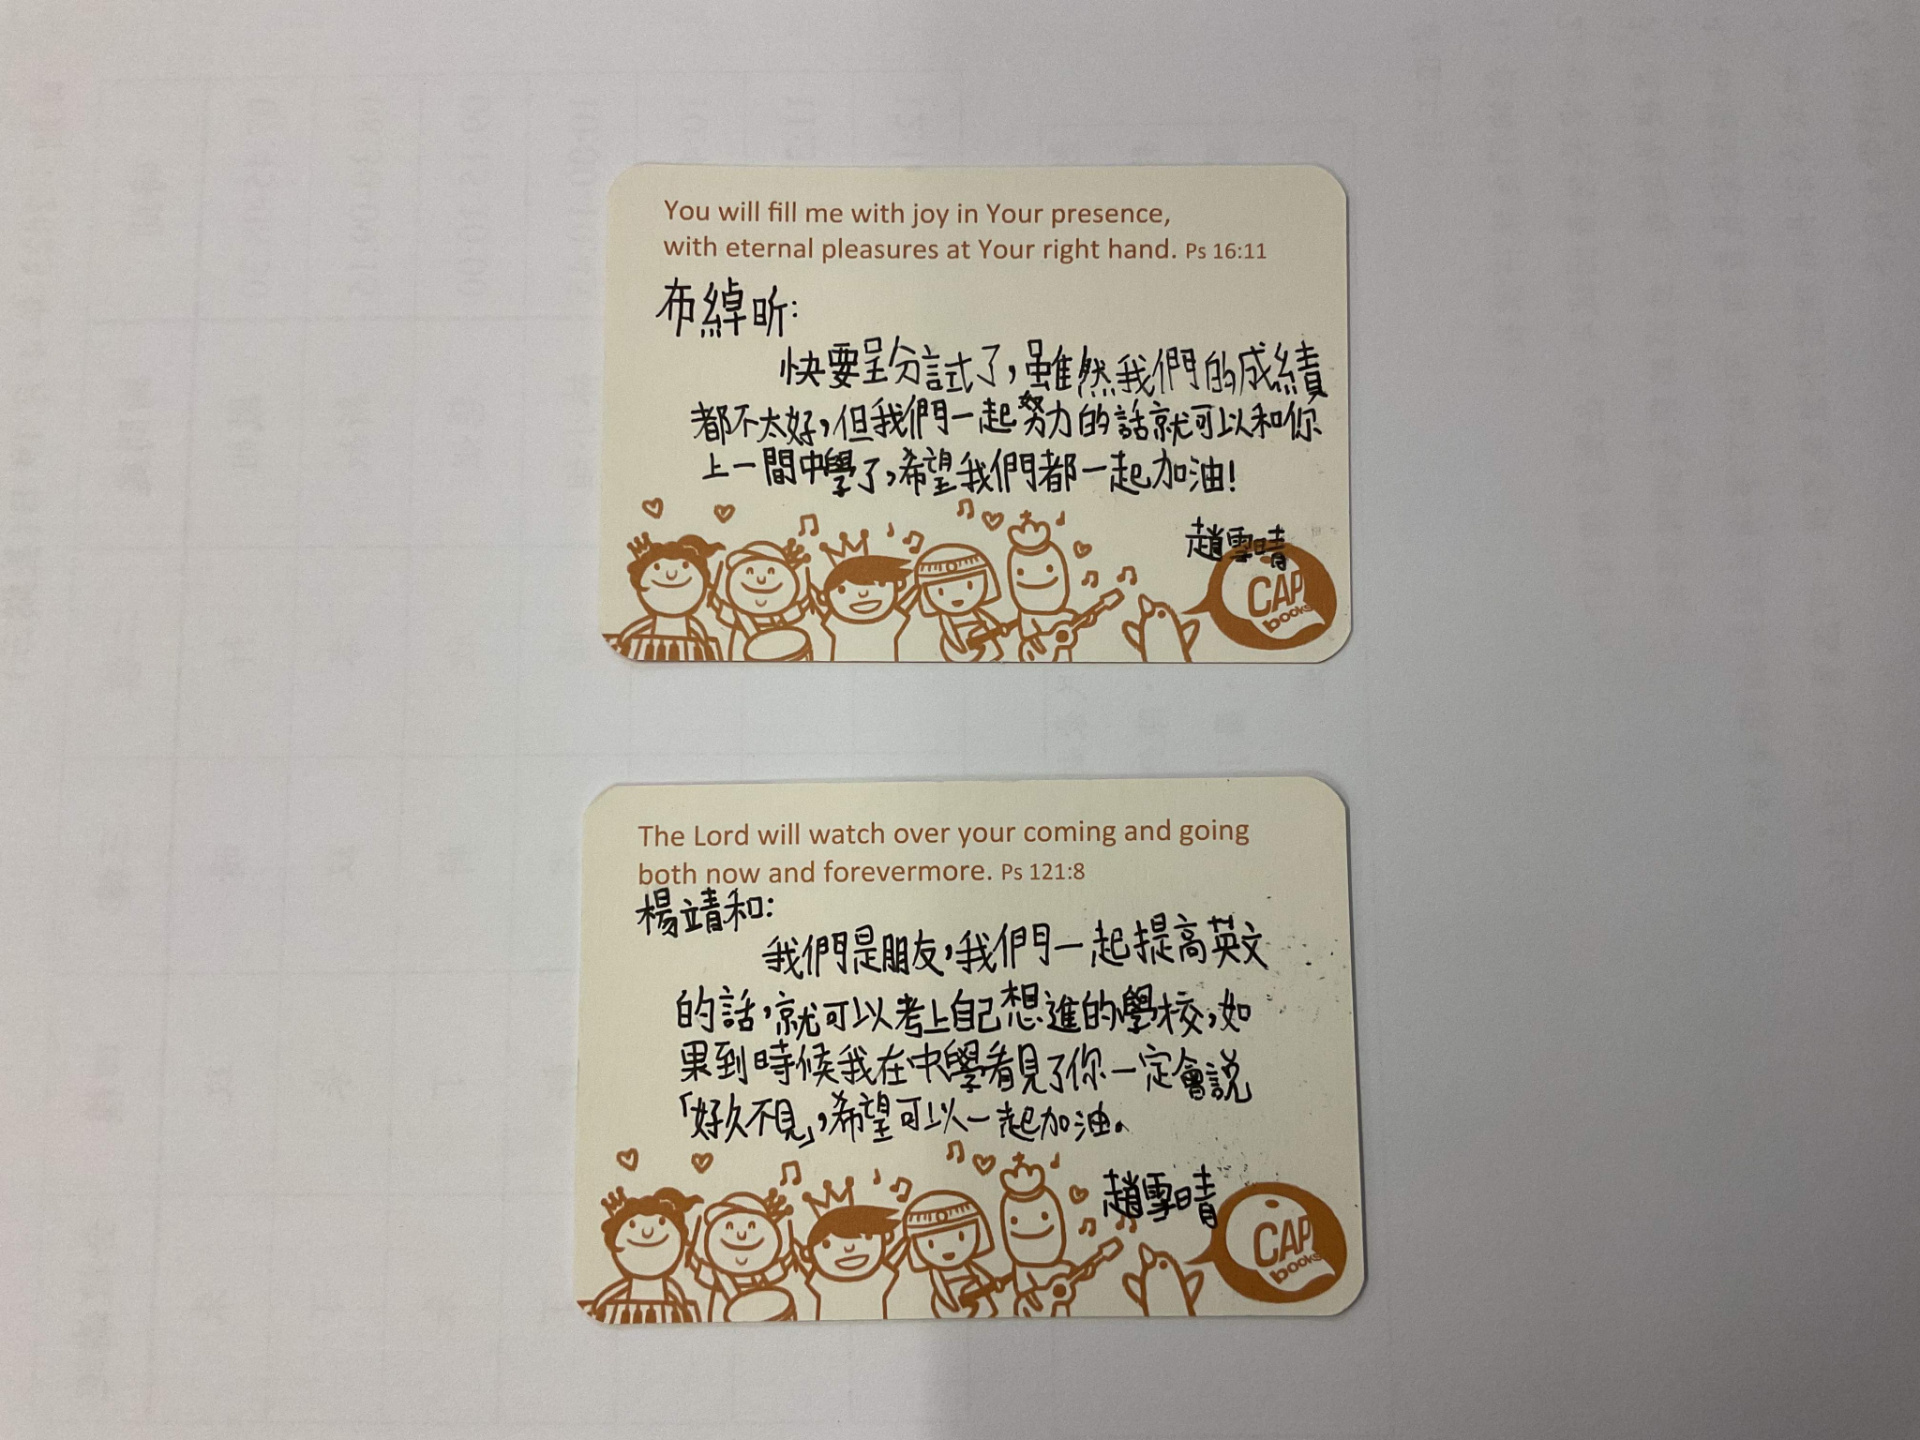 You will fill me with joy in Your presence,
with eternal pleasures at Your right hand. Ps 16:11
布綽昕:
快要呈分試了,雖然我們的成績
都不太好,但我們一起努力的話就可以和你
上一間中學了,希望我們都一起加油!
趙雪晴
CAP
books
The Lord will watch over your coming and going
both now and forevermore. Ps 121:8
楊靖和:
我們是朋友,我們一起提高英文
的話,就可以考上自己想進的學校,如
果到時候我在中學看見了你一定會說
「好久不見」,希望可以一起加油。
趙雪晴
CAP
books